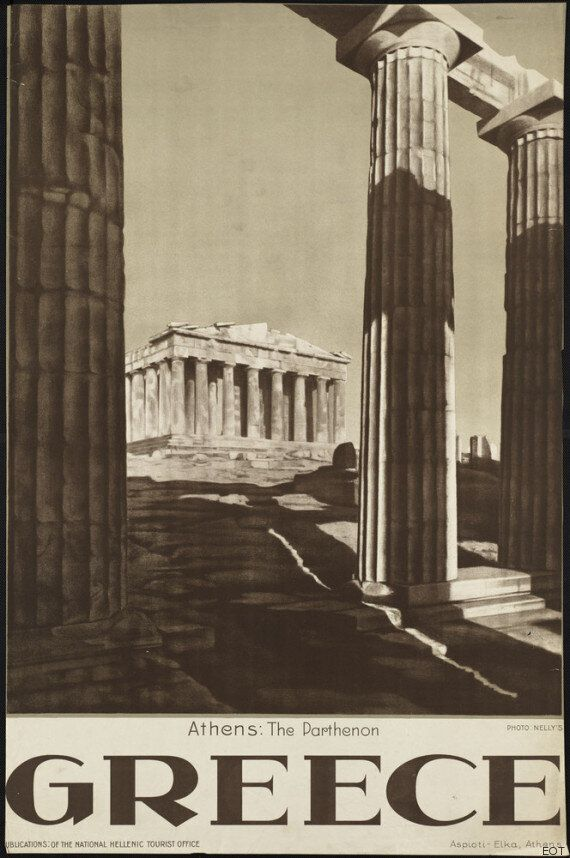 Athens: The Parthenon
PHOTO NELLY'S
GREECE
UBLICATIONS: OF THE NATIONAL HELLENIC TOURIST OFFICE
Aspioti-Elka, Athens
EOT